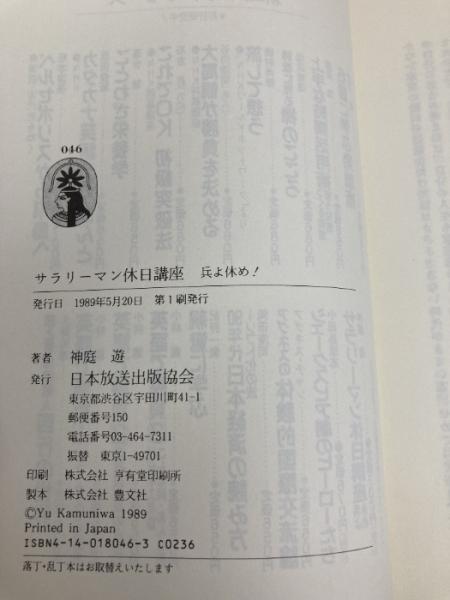 046
サラリーマン休日講座 兵よ休め!
発行日 1989年5月20日 第1刷発行
著者 神庭 遊
発行 日本放送出版協会
東京都渋谷区宇田川町41-1
郵便番号150
電話番号03-464-7311
振替 東京1-49701
印刷 株式会社 亨有堂印刷所
製本 株式会社 豊文社
©Yu Kamuniwa 1989
Printed in Japan
ISBN4-14-018046-3 C0236
落丁・乱丁本はお取替えいたします